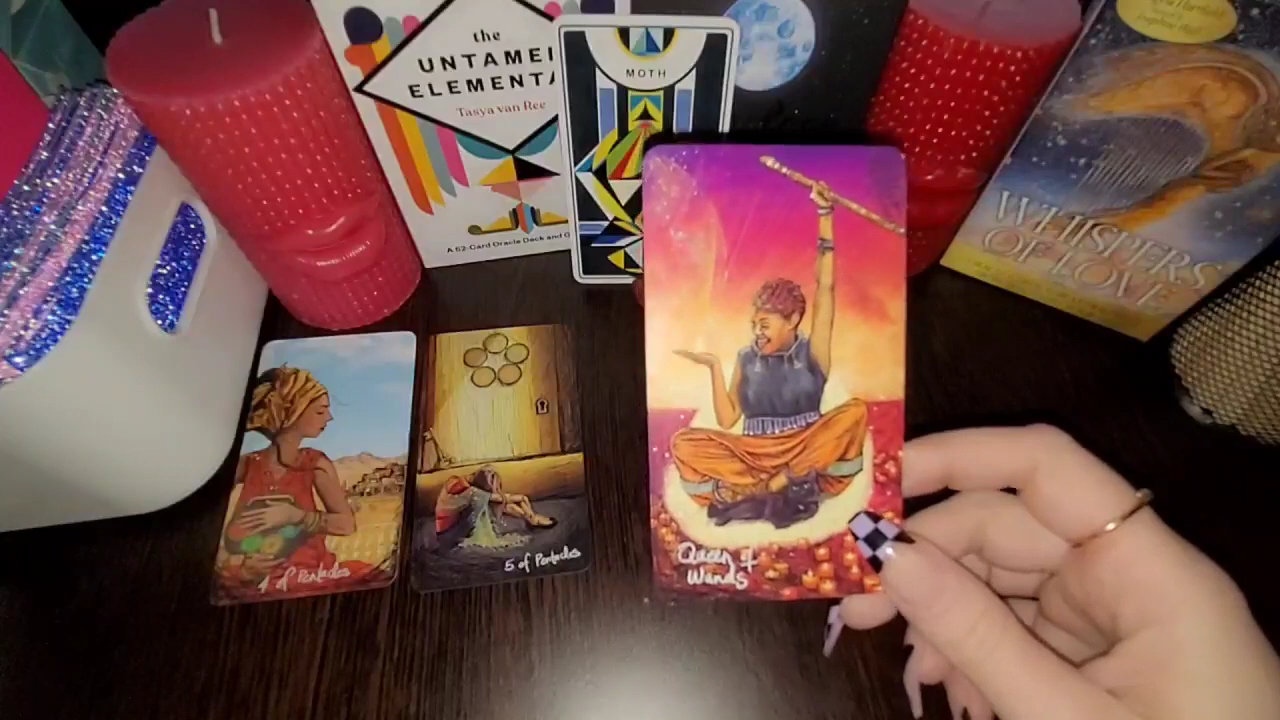 the
UNTAME
ELEMENTA
Tasya van Ree
A 62-Card Oracle Deck and G
MOTH
WHISPERS
OF LOVE
4 of Pentacles
5 of Pentacles
Queen of
Wands